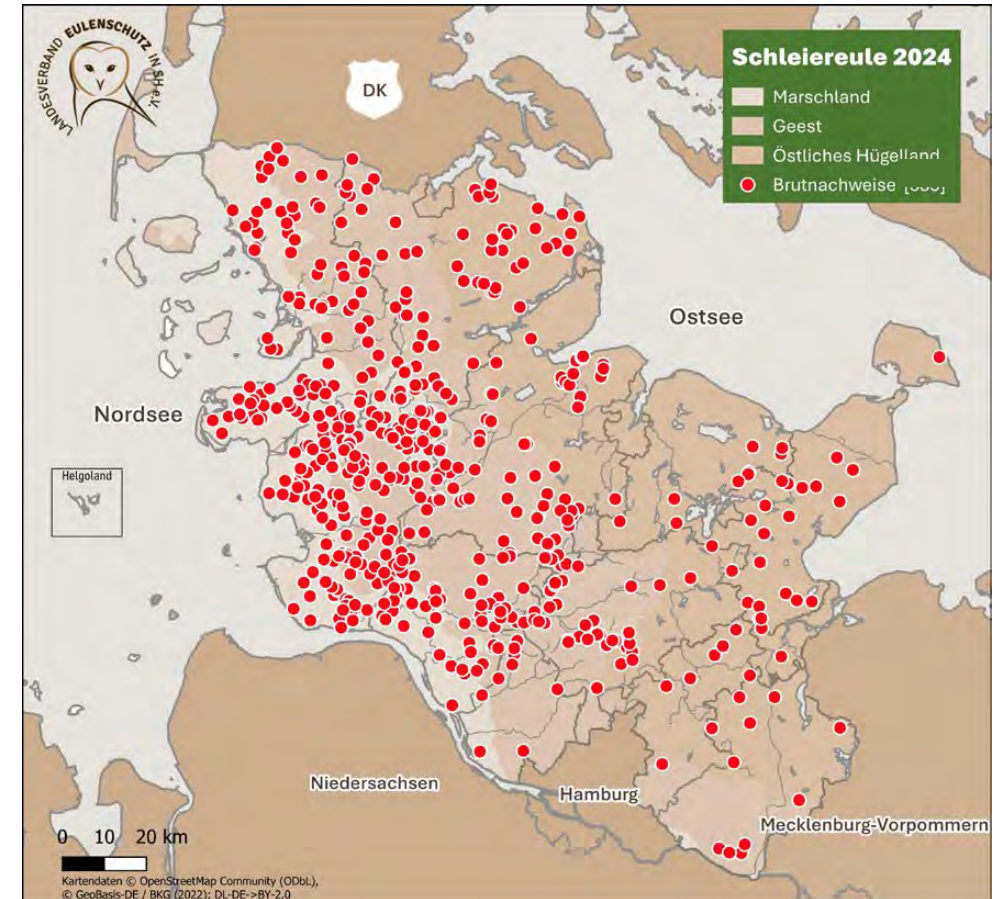 LANDESVERBAND EULENSCHUTZ IN SH e.V.
DK
Schleiereule 2024
Marschland
Geest
Östliches Hügelland
Brutnachweise
Ostsee
Nordsee
Helgoland
Niedersachsen
Hamburg
Mecklenburg-Vorpommern
0 10 20 km
Kartendaten © OpenStreetMap Community (ODbL),
© GeoBasis-DE / BKG (2022); DL-DE->BY-2.0